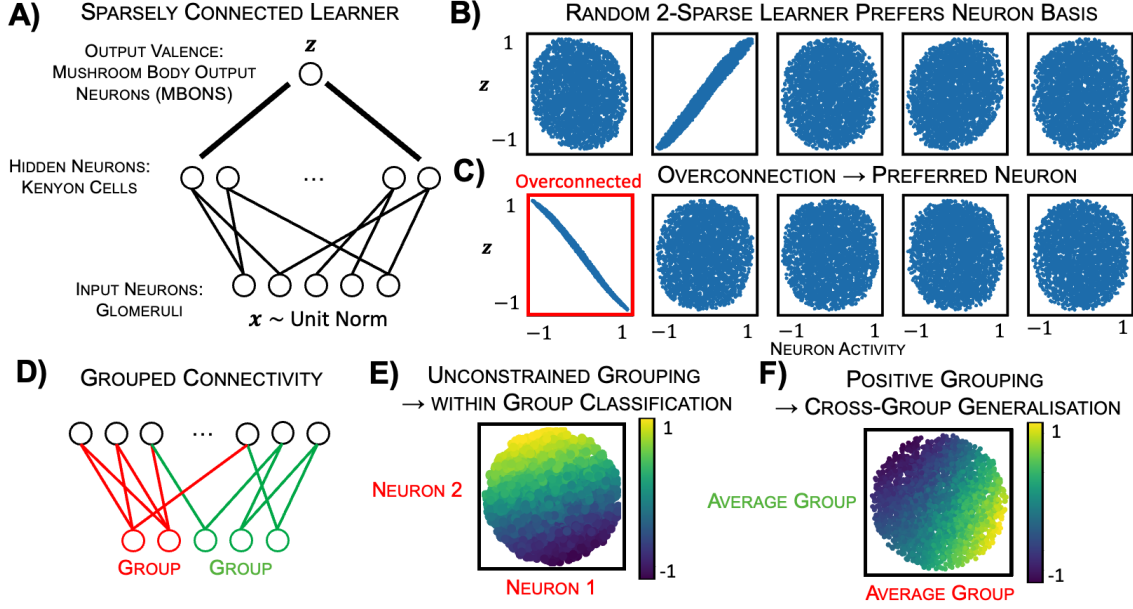 A) SPARSELY CONNECTED LEARNER
OUTPUT VALENCE:
MUSHROOM BODY OUTPUT
NEURONS (MBONS)
z
HIDDEN NEURONS:
KENYON CELLS
...
INPUT NEURONS:
GLOMERULI
x ~ Unit Norm
B) RANDOM 2-SPARSE LEARNER PREFERS NEURON BASIS
1
z
−1
C) OVERCONNECTION → PREFERRED NEURON
Overconnected
1
z
−1
−1 1 −1 1 −1 1 −1 1 −1 1
NEURON ACTIVITY
D) GROUPED CONNECTIVITY
...
GROUP GROUP
E) UNCONSTRAINED GROUPING
→ WITHIN GROUP CLASSIFICATION
NEURON 2
1
-1
NEURON 1
F) POSITIVE GROUPING
→ CROSS-GROUP GENERALISATION
AVERAGE GROUP
1
-1
AVERAGE GROUP